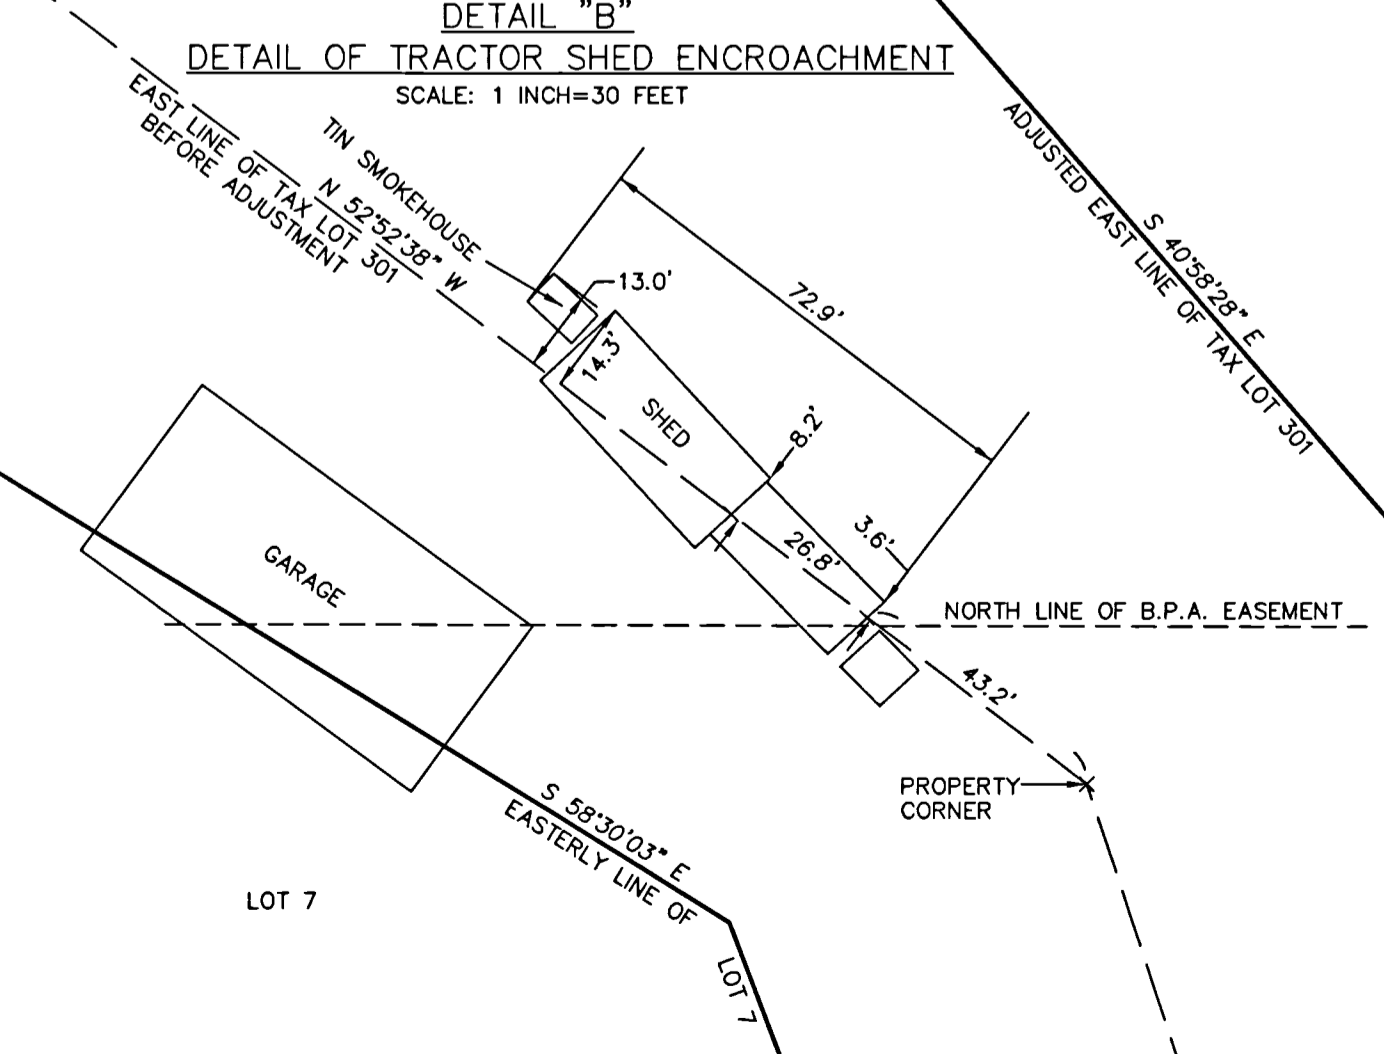 DETAIL "B"
DETAIL OF TRACTOR SHED ENCROACHMENT
SCALE: 1 INCH=30 FEET
EAST LINE OF TAX LOT 301
BEFORE ADJUSTMENT
N 52°52'38" W
TIN SMOKEHOUSE
13.0'
14.3'
SHED
72.9'
8.2'
26.8'
3.6'
ADJUSTED EAST LINE OF TAX LOT 301
S 40°58'28" E
GARAGE
NORTH LINE OF B.P.A. EASEMENT
43.2'
PROPERTY
CORNER
S 58°30'03" E
EASTERLY LINE OF
LOT 7
LOT 7